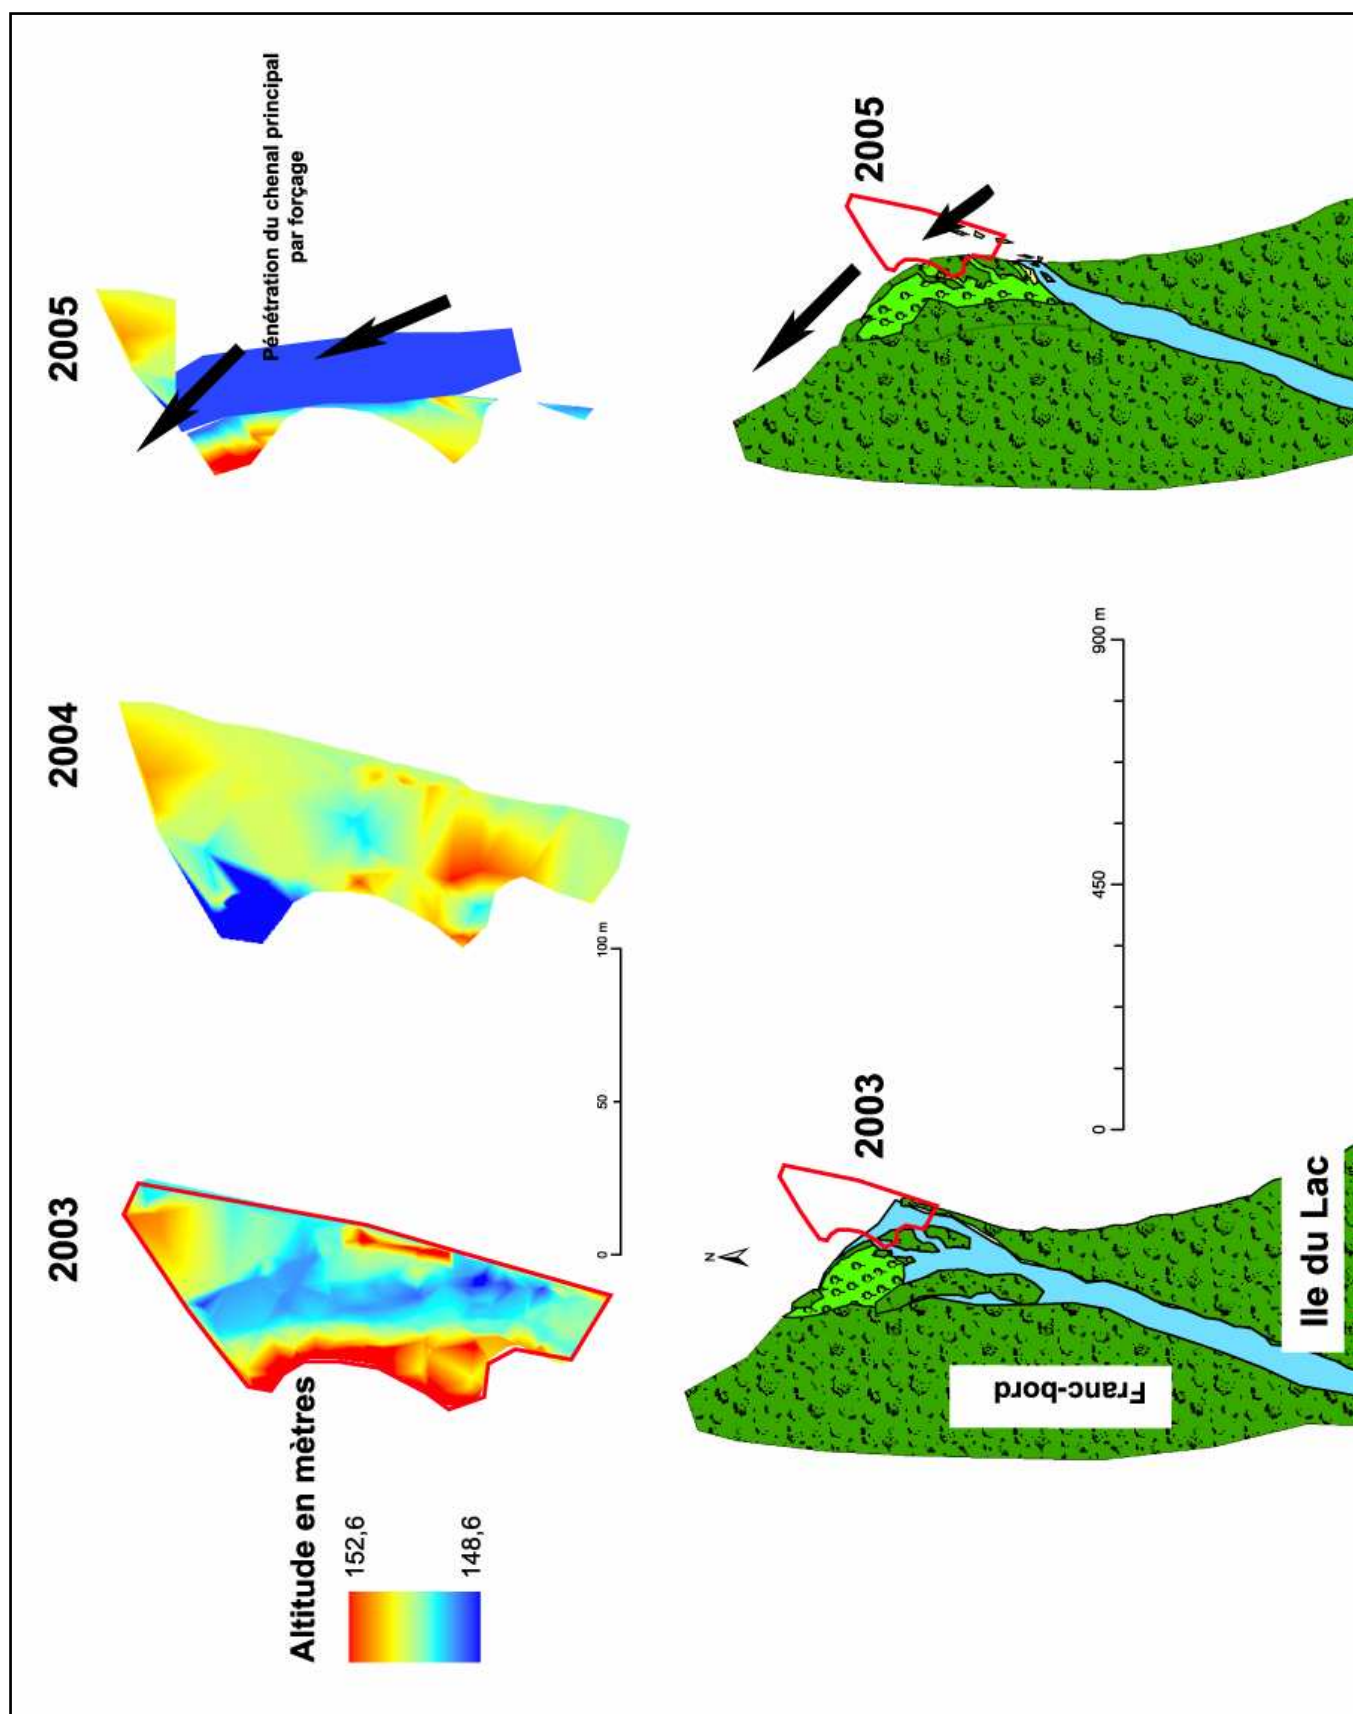 2003
2004
2005
Pénétration du chenal principal
par forçage
Altitude en mètres
152,6
148,6
0
50
100 m
N
2003
2005
Franc-bord
Ile du Lac
0
450
900 m